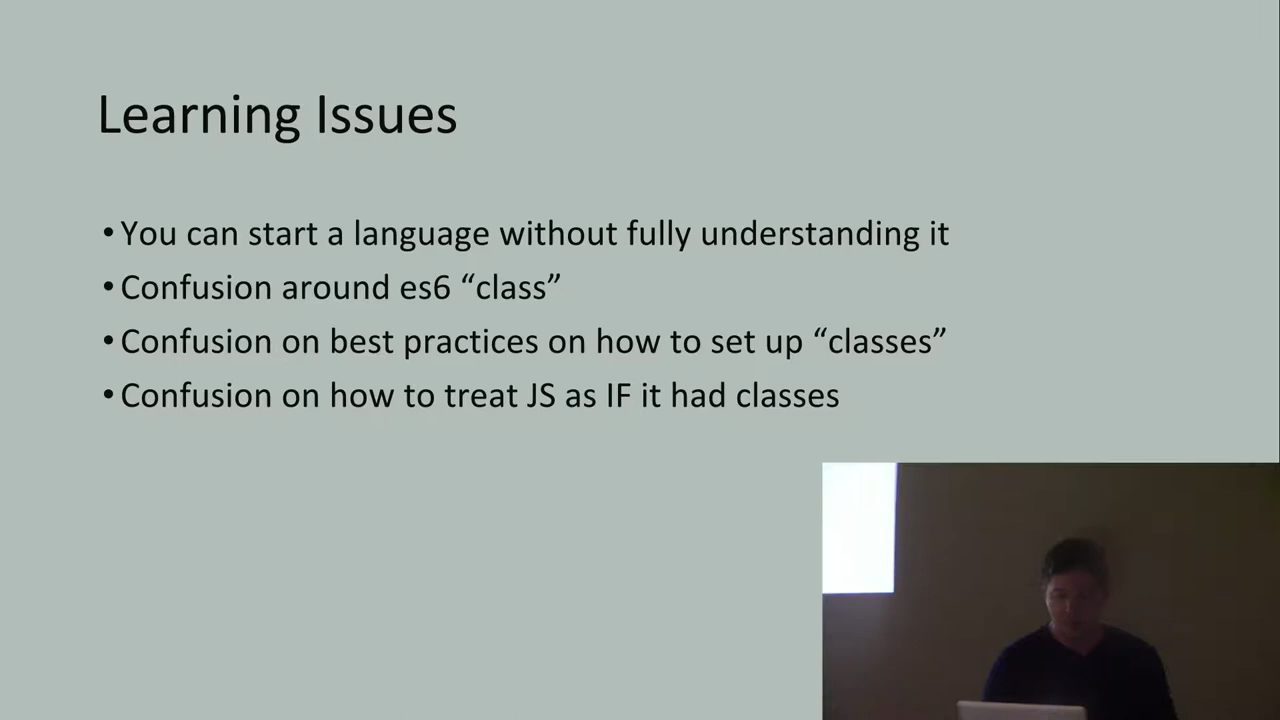 Learning Issues
•You can start a language without fully understanding it
•Confusion around es6 “class”
•Confusion on best practices on how to set up “classes”
•Confusion on how to treat JS as IF it had classes